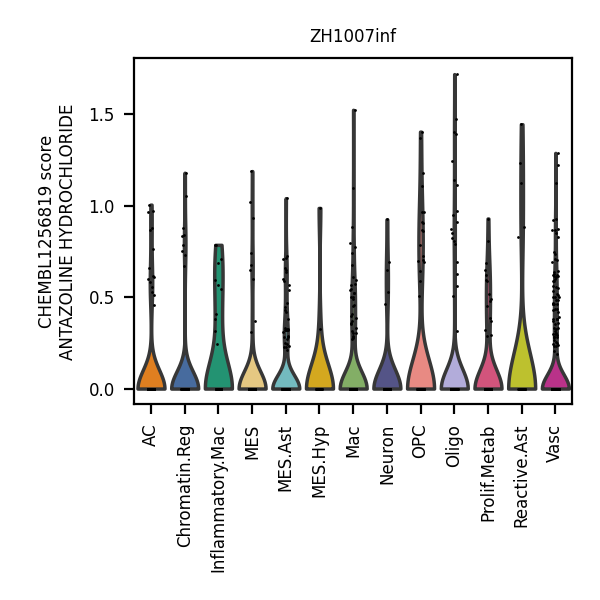 ZH1007inf
CHEMBL1256819 score
ANTAZOLINE HYDROCHLORIDE
1.5
1.0
0.5
0.0
AC
Chromatin.Reg
Inflammatory.Mac
MES
MES.Ast
MES.Hyp
Mac
Neuron
OPC
Oligo
Prolif.Metab
Reactive.Ast
Vasc